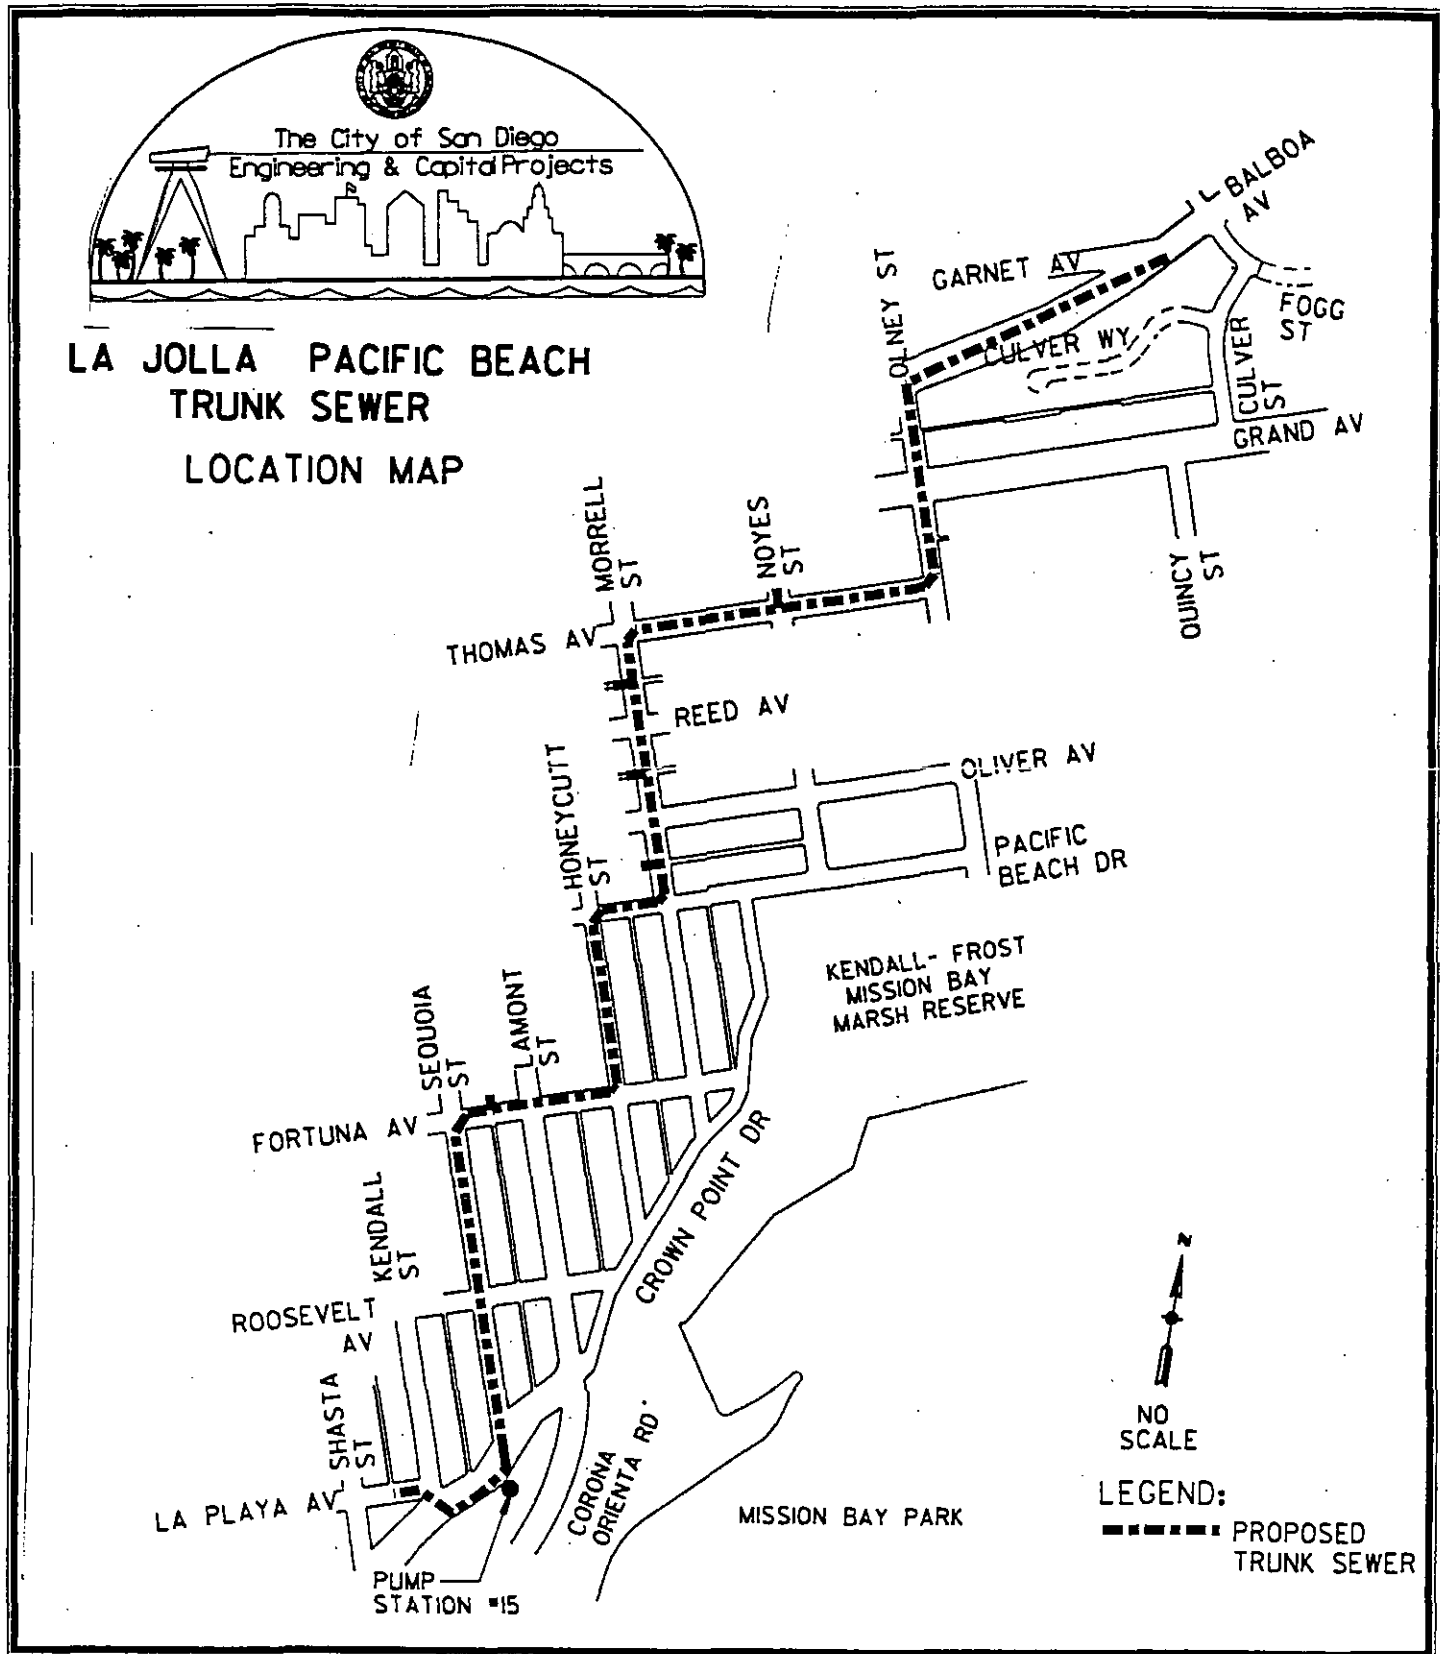 The City of San Diego
Engineering & Capital Projects
LA JOLLA PACIFIC BEACH
TRUNK SEWER
LOCATION MAP
BALBOA
AV
GARNET AV
OLNEY ST
FOGG
ST
CULVER WY
CULVER
ST
GRAND AV
MORRELL
ST
NOYES
ST
QUINCY
ST
THOMAS AV
REED AV
HONEYCUTT
ST
OLIVER AV
PACIFIC
BEACH DR
KENDALL- FROST
MISSION BAY
MARSH RESERVE
SEQUOIA
ST
LAMONT
ST
FORTUNA AV
CROWN POINT DR
KENDALL
ST
ROOSEVELT
AV
SHASTA
ST
LA PLAYA AV
CORONA
ORIENTA RD
MISSION BAY PARK
PUMP
STATION #15
N
NO
SCALE
LEGEND:
PROPOSED
TRUNK SEWER